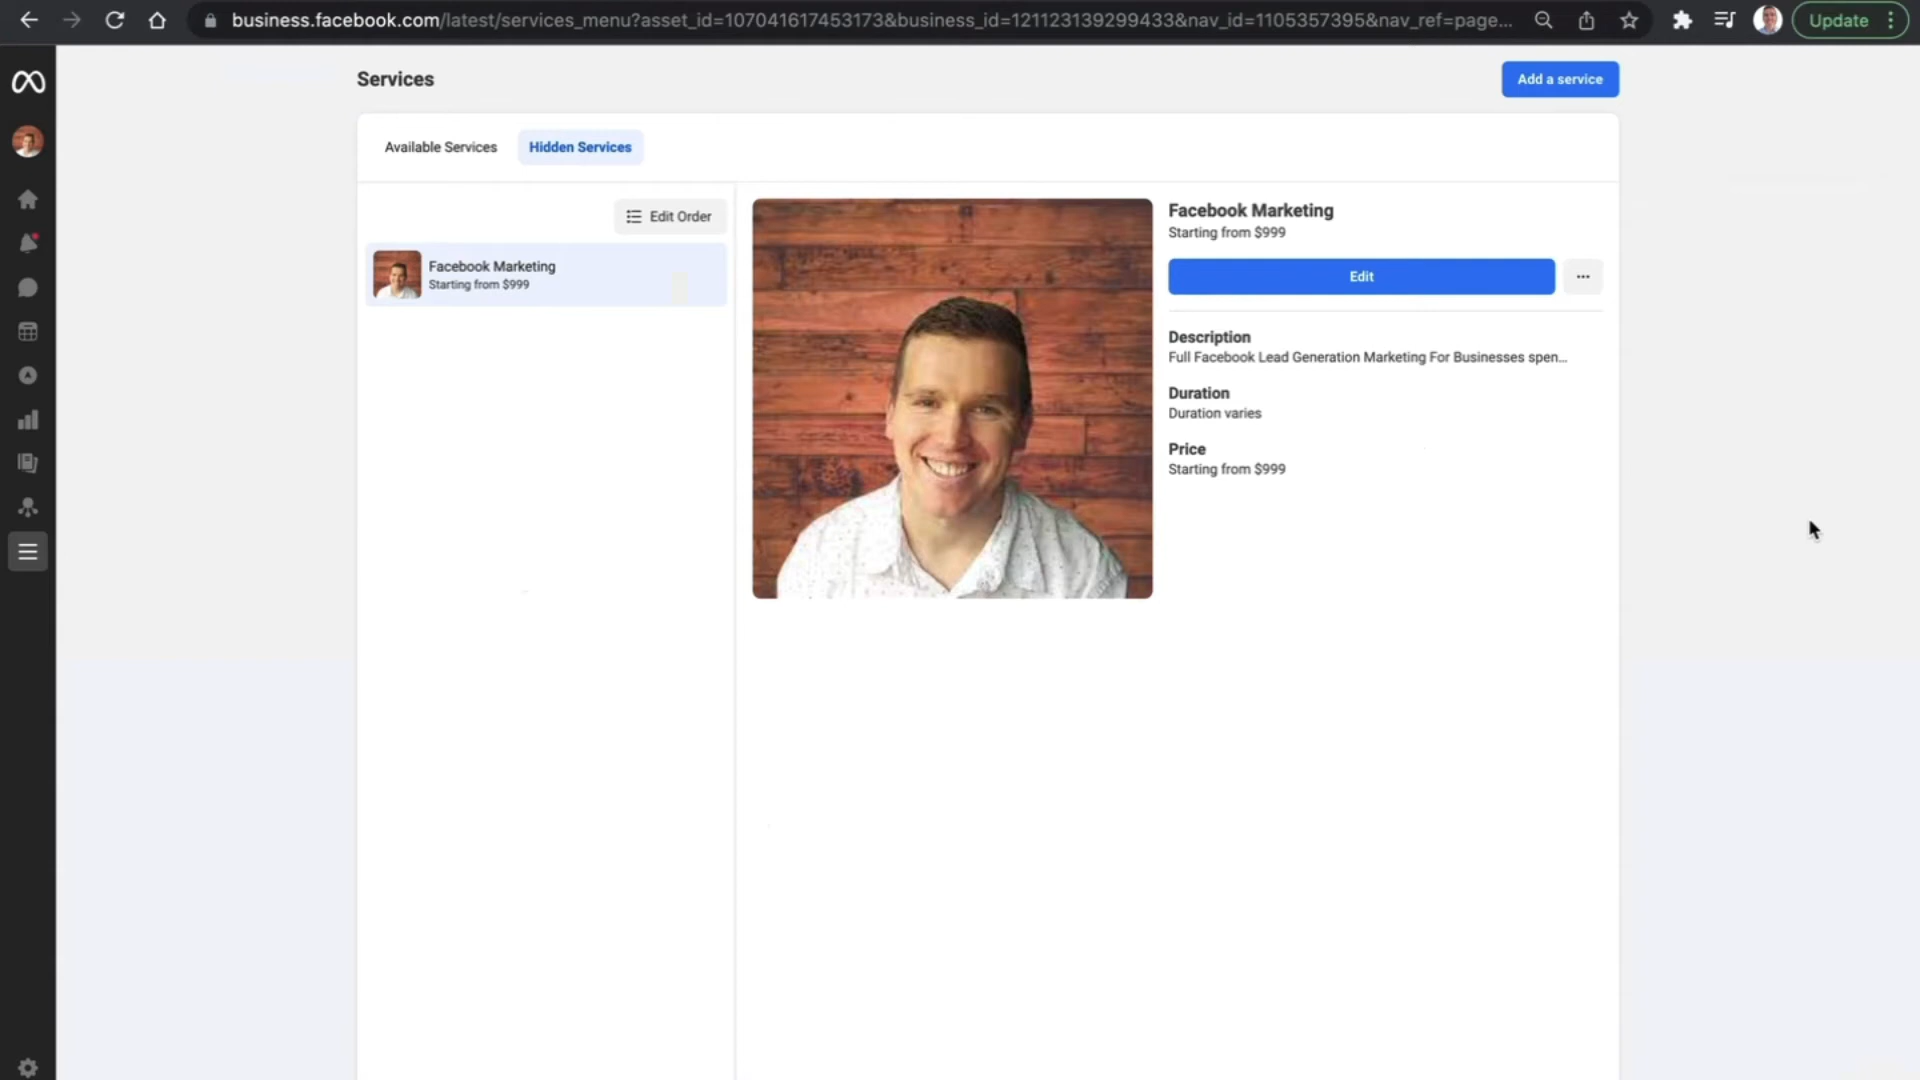 business.facebook.com/latest/services_menu?asset_id=107041617453173&business_id=121123139299433&nav_id=1105357395&nav_ref=page...
Update
Services
Add a service
Available Services
Hidden Services
Edit Order
Facebook Marketing
Starting from $999
Facebook Marketing
Starting from $999
Edit
Description
Full Facebook Lead Generation Marketing For Businesses spen...
Duration
Duration varies
Price
Starting from $999